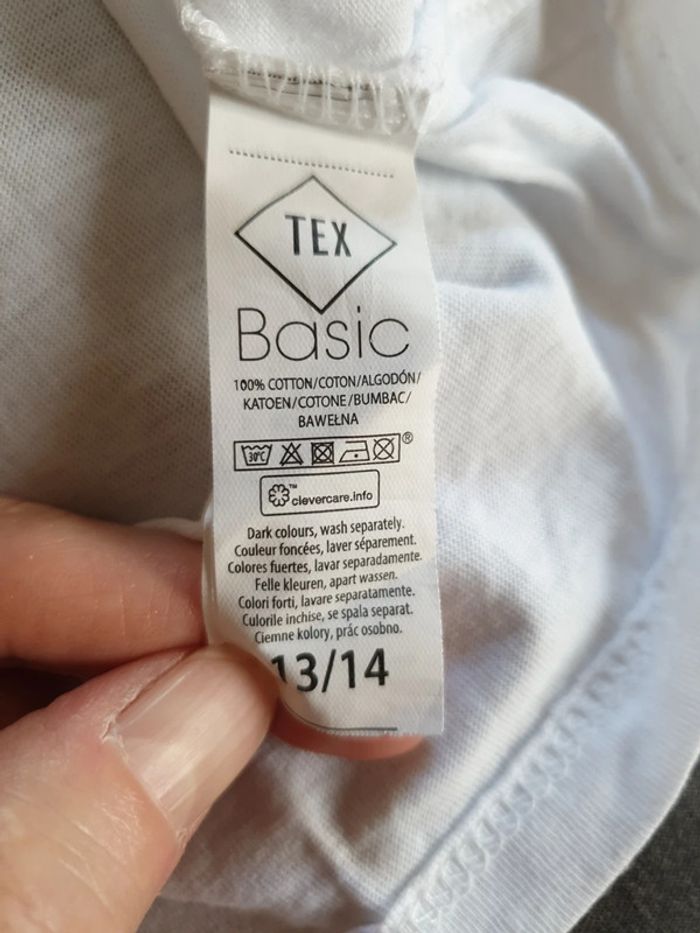 TEX
Basic
100% COTTON/COTON/ALGODÓN/
KATOEN/COTONE/BUMBAC/
BAWEŁNA
30°C ®
™ clevercare.info
Dark colours, wash separately.
Couleur foncées, laver séparement.
Colores fuertes, lavar separadamente.
Felle kleuren, apart wassen.
Colori forti, lavare separatamente.
Culorile inchise, se spala separat.
Ciemne kolory, prác osobno.
13/14